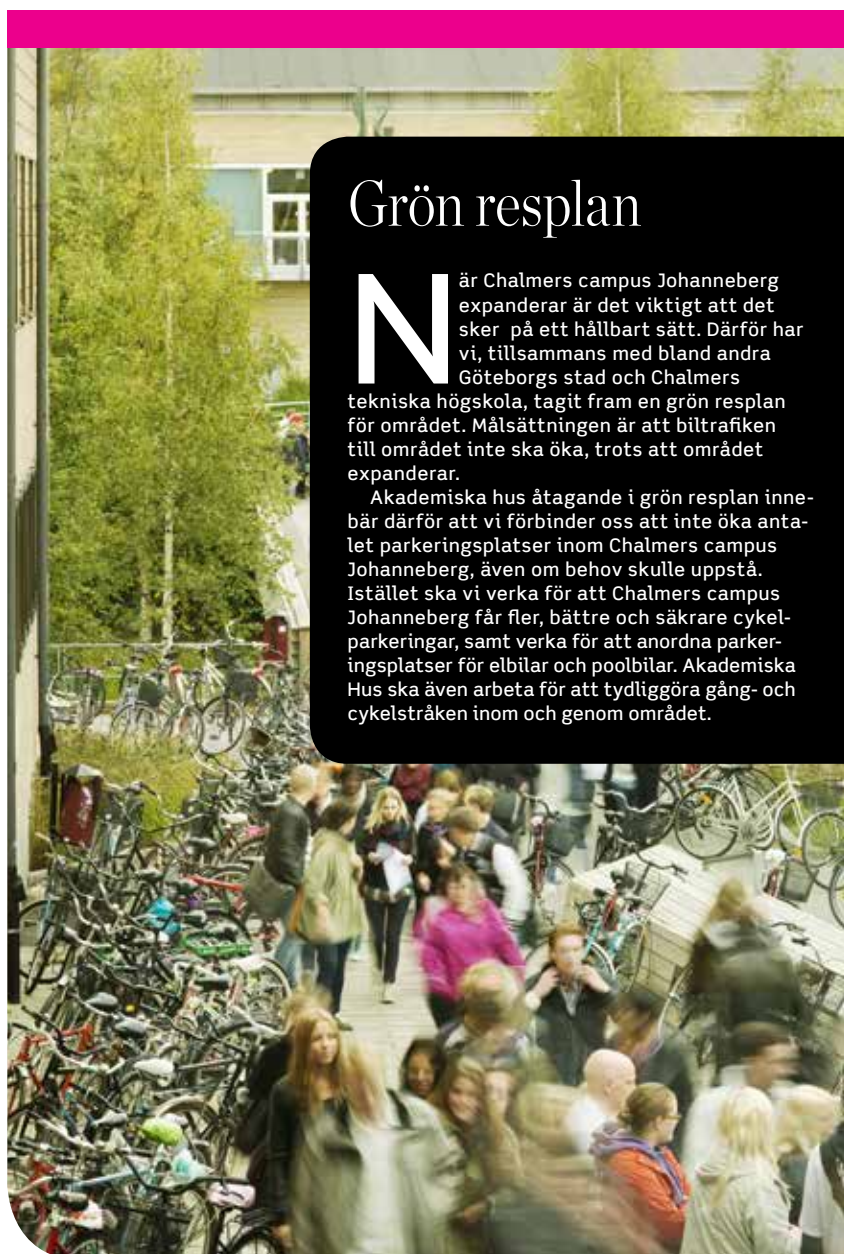 Grön resplan
När Chalmers campus Johanneberg
expanderar är det viktigt att det
sker på ett hållbart sätt. Därför har
vi, tillsammans med bland andra
Göteborgs stad och Chalmers
tekniska högskola, tagit fram en grön resplan
för området. Målsättningen är att biltrafiken
till området inte ska öka, trots att området
expanderar.
Akademiska hus åtagande i grön resplan inne-
bär därför att vi förbinder oss att inte öka anta-
let parkeringsplatser inom Chalmers campus
Johanneberg, även om behov skulle uppstå.
Istället ska vi verka för att Chalmers campus
Johanneberg får fler, bättre och säkrare cykel-
parkeringar, samt verka för att anordna parker-
ingsplatser för elbilar och poolbilar. Akademiska
Hus ska även arbeta för att tydliggöra gång- och
cykelstråken inom och genom området.